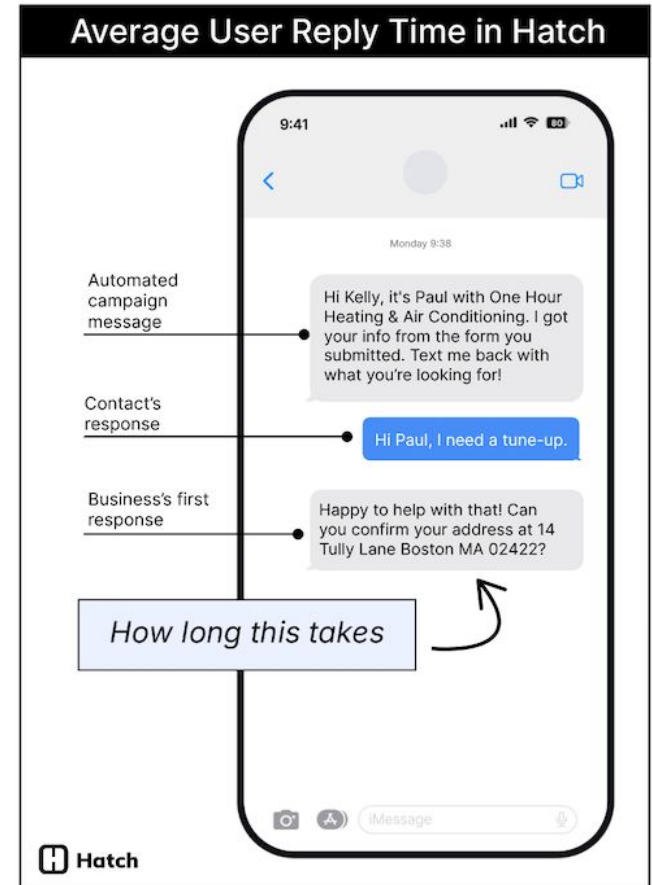 Average User Reply Time in Hatch
9:41
80
Monday 9:38
Automated
campaign
message
Hi Kelly, it's Paul with One Hour
Heating & Air Conditioning. I got
your info from the form you
submitted. Text me back with
what you’re looking for!
Contact's
response
Hi Paul, I need a tune-up.
Business’s first
response
Happy to help with that! Can
you confirm your address at 14
Tully Lane Boston MA 02422?
How long this takes
iMessage
Hatch